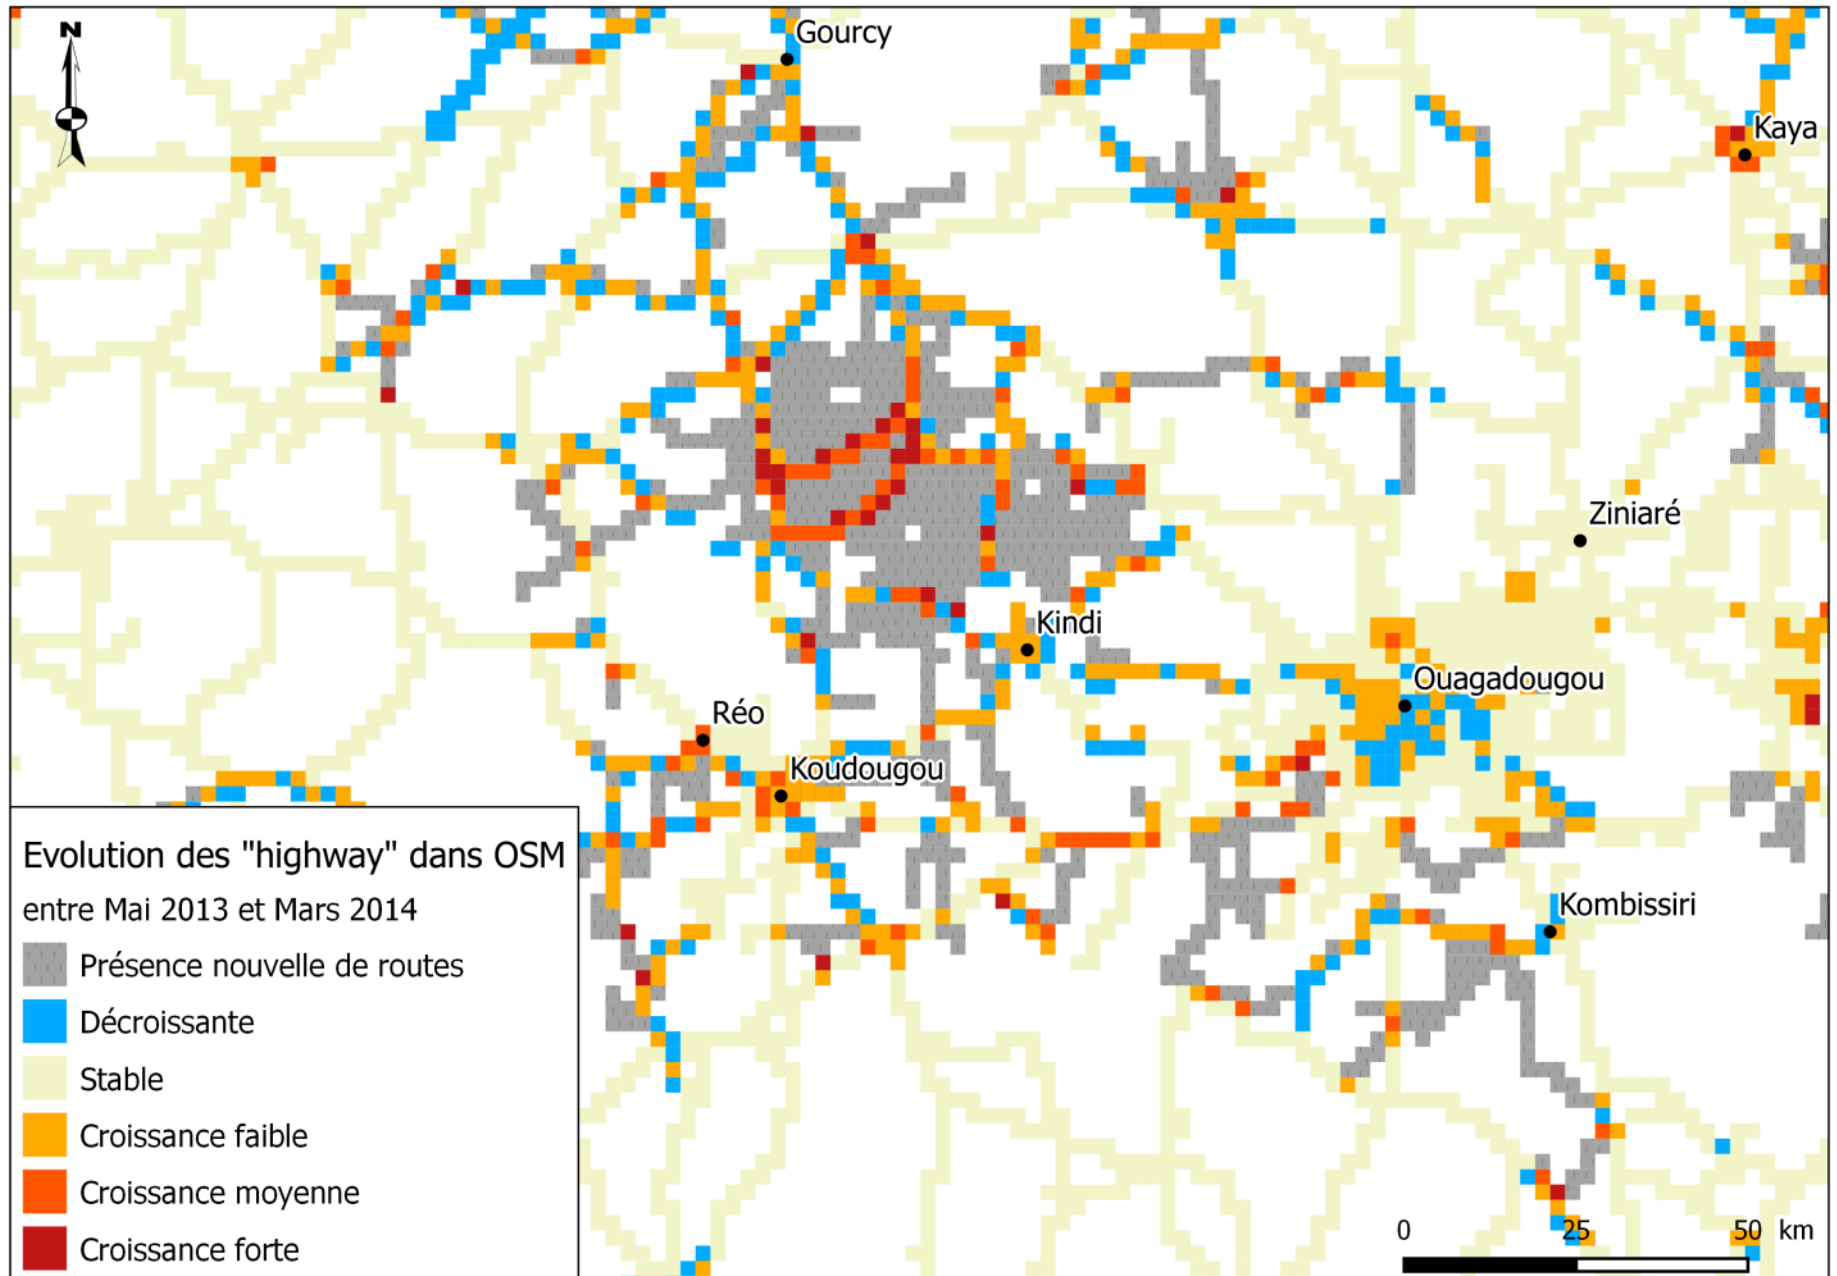 N
Gourcy
Kaya
Ziniaré
Kindi
Ouagadougou
Réo
Koudougou
Kombissiri
Evolution des "highway" dans OSM
entre Mai 2013 et Mars 2014
Présence nouvelle de routes
Décroissante
Stable
Croissance faible
Croissance moyenne
Croissance forte
0 25 50 km